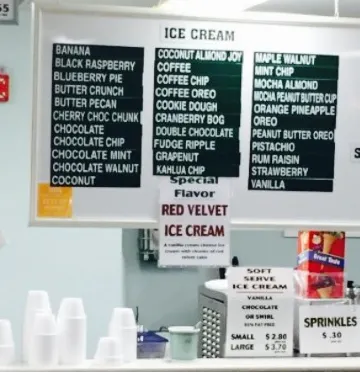 ICE CREAM
BANANA
BLACK RASPBERRY
BLUEBERRY PIE
BUTTER CRUNCH
BUTTER PECAN
CHERRY CHOC CHUNK
CHOCOLATE
CHOCOLATE CHIP
CHOCOLATE MINT
CHOCOLATE WALNUT
COCONUT
COCONUT ALMOND JOY
COFFEE
COFFEE CHIP
COFFEE OREO
COOKIE DOUGH
CRANBERRY BOG
DOUBLE CHOCOLATE
FUDGE RIPPLE
GRAPENUT
KAHLUA CHIP
MAPLE WALNUT
MINT CHIP
MOCHA ALMOND
MOCHA PEANUT BUTTER CUP
ORANGE PINEAPPLE
OREO
PEANUT BUTTER OREO
PISTACHIO
RUM RAISIN
STRAWBERRY
VANILLA
Special
Flavor
RED VELVET
ICE CREAM
SOFT
SERVE
ICE CREAM
VANILLA
CHOCOLATE
OR SWIRL
SMALL $ 2.80
LARGE $ 3.70
Great Taste
SPRINKLES
$ .30